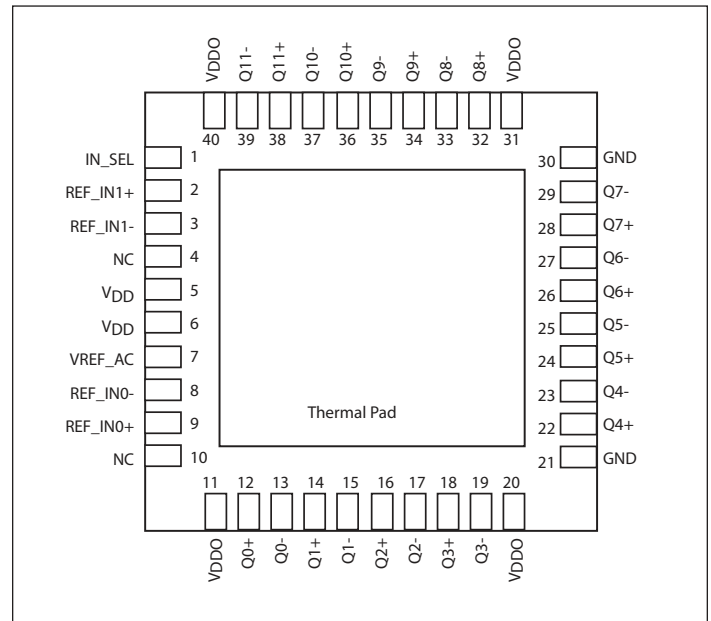 VDDO Q11- Q11+ Q10- Q10+ Q9- Q9+ Q8- Q8+ VDDO
40 39 38 37 36 35 34 33 32 31
IN_SEL 1
REF_IN1+ 2
REF_IN1- 3
NC 4
VDD 5
VDD 6
VREF_AC 7
REF_IN0- 8
REF_IN0+ 9
NC 10
30 GND
29 Q7-
28 Q7+
27 Q6-
26 Q6+
25 Q5-
24 Q5+
23 Q4-
22 Q4+
21 GND
Thermal Pad
11 12 13 14 15 16 17 18 19 20
VDDO Q0+ Q0- Q1+ Q1- Q2+ Q2- Q3+ Q3- VDDO